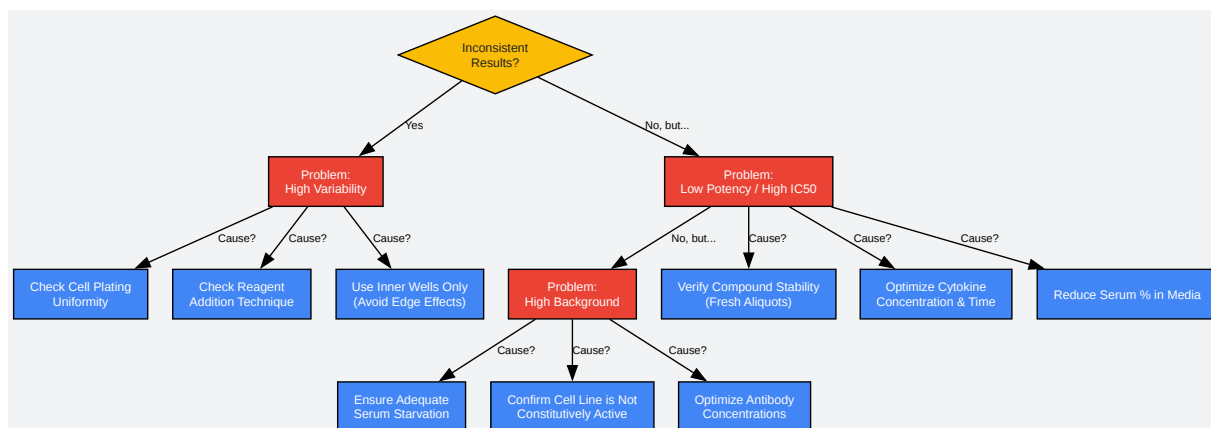 Inconsistent
Results?
Yes
No, but...
Problem:
High Variability
Problem:
Low Potency / High IC50
Cause?
Cause?
Cause?
No, but...
Cause?
Cause?
Cause?
Check Cell Plating
Uniformity
Check Reagent
Addition Technique
Use Inner Wells Only
(Avoid Edge Effects)
Problem:
High Background
Verify Compound Stability
(Fresh Aliquots)
Optimize Cytokine
Concentration & Time
Reduce Serum % in Media
Cause?
Cause?
Cause?
Ensure Adequate
Serum Starvation
Confirm Cell Line is Not
Constitutively Active
Optimize Antibody
Concentrations